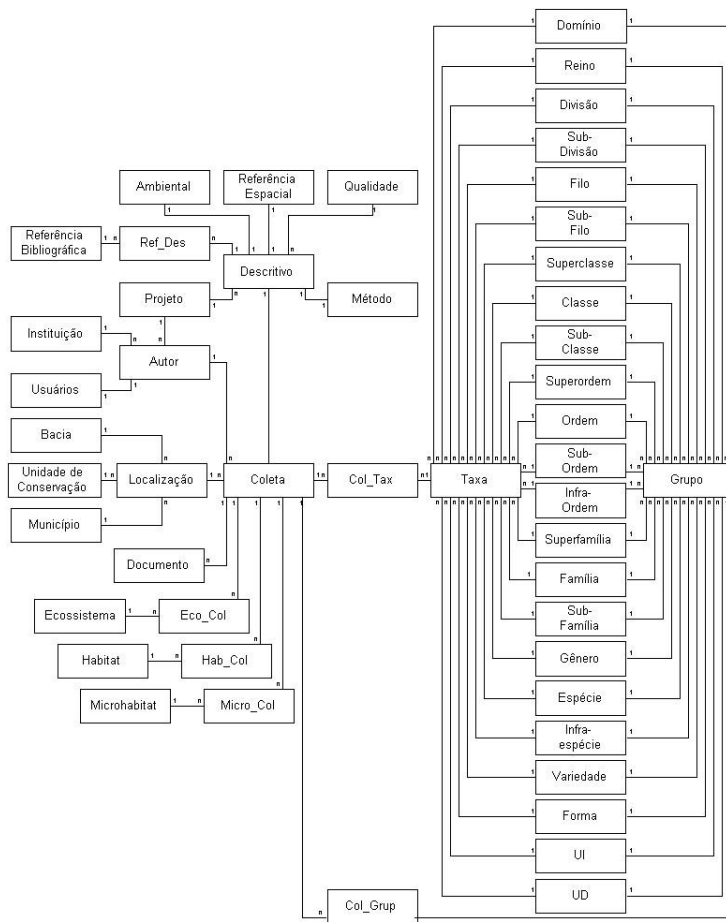 Domínio
Reino
Divisão
Sub-
Divisão
Filo
Sub-
Filo
Superclasse
Classe
Sub-
Classe
Superordem
Ordem
Sub-
Ordem
Infra-
Ordem
Superfamília
Família
Sub-
Família
Gênero
Espécie
Infra-
espécie
Variedade
Forma
UI
UD
Taxa
Grupo
Ambiental
Referência
Espacial
Qualidade
Referência
Bibliográfica
Ref_Des
Descritivo
Projeto
Método
Instituição
Autor
Usuários
Bacia
Unidade de
Conservação
Localização
Coleta
Col_Tax
Município
Documento
Ecossistema
Eco_Col
Habitat
Hab_Col
Microhabitat
Micro_Col
Col_Grup